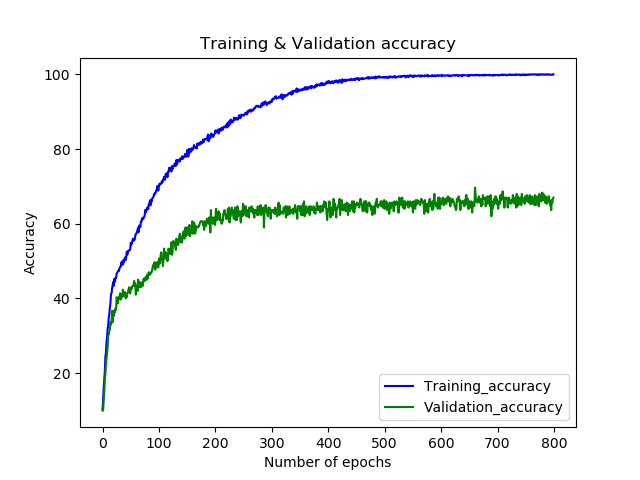 Training & Validation accuracy
100
80
60
40
20
Accuracy
0 100 200 300 400 500 600 700 800
Number of epochs
Training_accuracy
Validation_accuracy